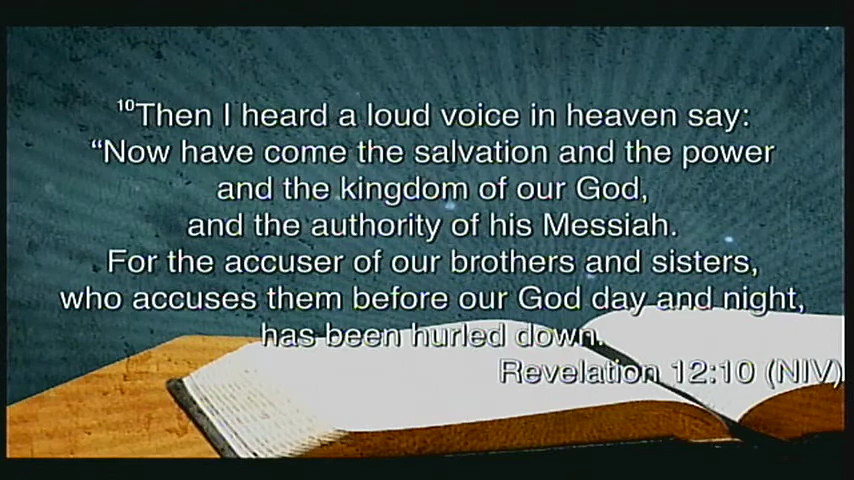 ¹⁰Then I heard a loud voice in heaven say:
“Now have come the salvation and the power
and the kingdom of our God,
and the authority of his Messiah.
For the accuser of our brothers and sisters,
who accuses them before our God day and night,
has been hurled down.
Revelation 12:10 (NIV)